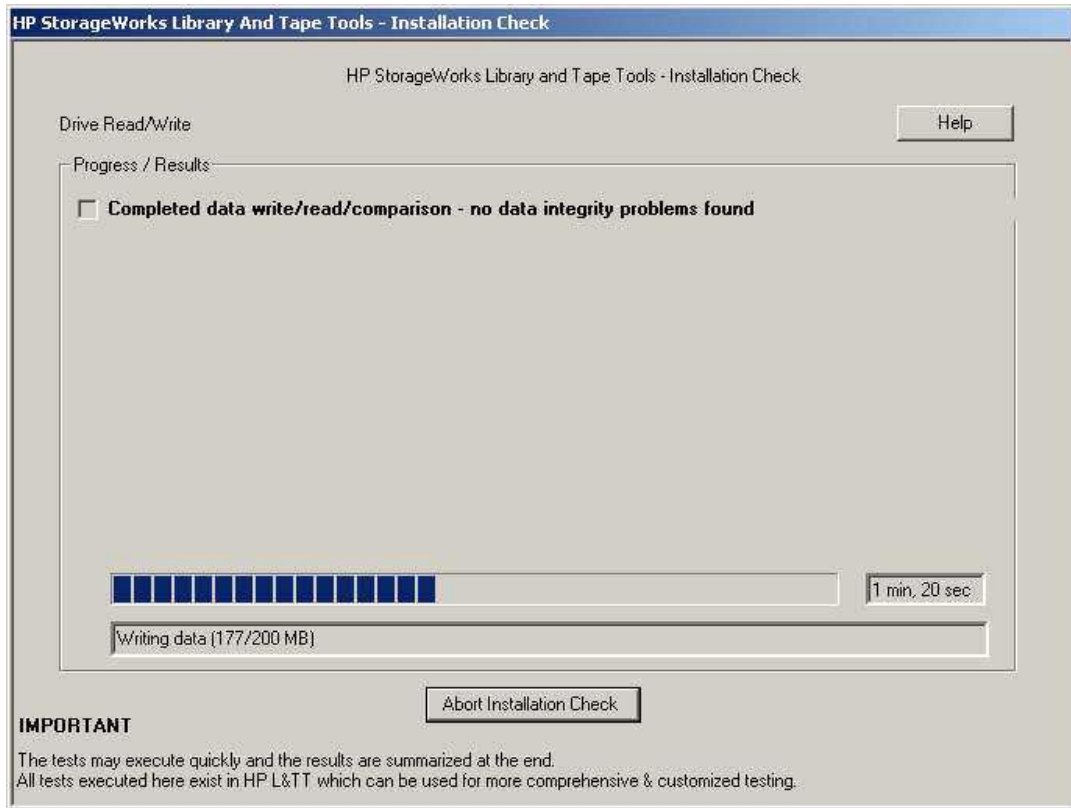 HP StorageWorks Library And Tape Tools - Installation Check
HP StorageWorks Library and Tape Tools - Installation Check
Drive Read/Write
Help
Progress / Results
Completed data write/read/comparison - no data integrity problems found
1 min, 20 sec
Writing data (177/200 MB)
Abort Installation Check
IMPORTANT
The tests may execute quickly and the results are summarized at the end.
All tests executed here exist in HP L&TT which can be used for more comprehensive & customized testing.